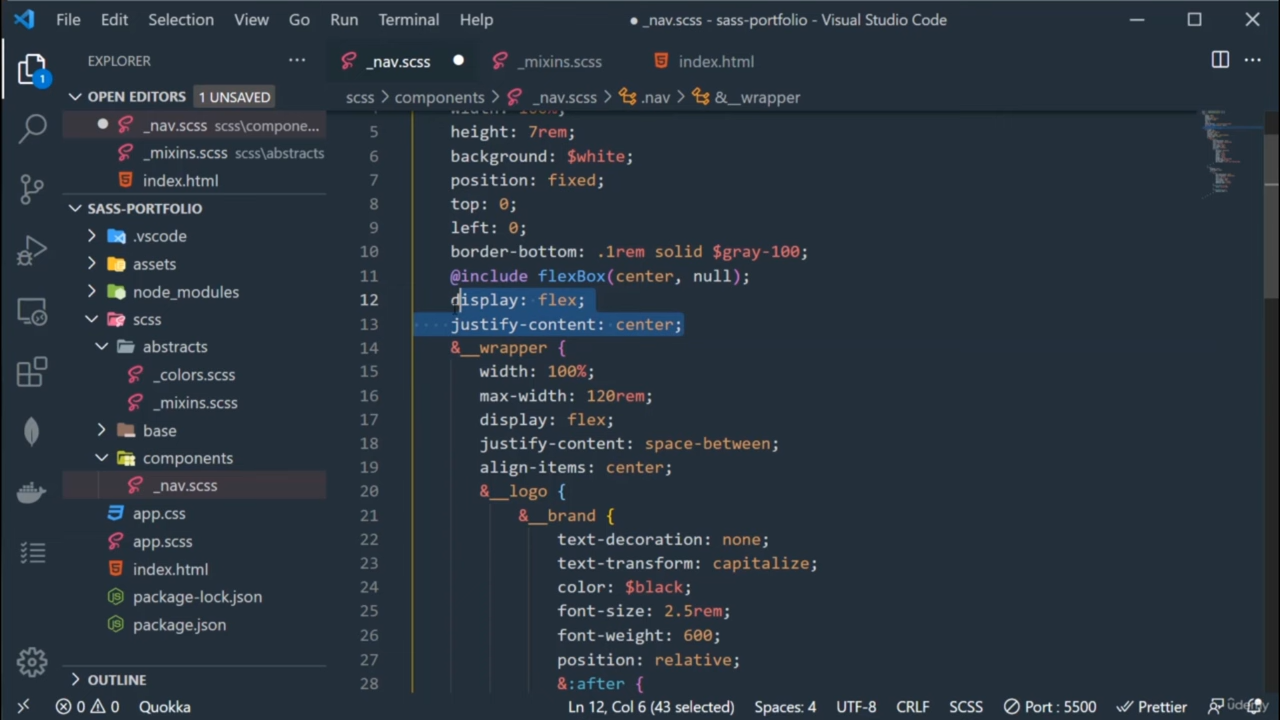 File Edit Selection View Go Run Terminal Help
● _nav.scss - sass-portfolio - Visual Studio Code
EXPLORER
_nav.scss
_mixins.scss
index.html
OPEN EDITORS 1 UNSAVED
scss > components > _nav.scss > .nav > &__wrapper
_nav.scss scss\compone...
_mixins.scss scss\abstracts
index.html
SASS-PORTFOLIO
.vscode
assets
node_modules
scss
abstracts
_colors.scss
_mixins.scss
base
components
_nav.scss
app.css
app.scss
index.html
package-lock.json
package.json
OUTLINE
4 width: 100%;
5 height: 7rem;
6 background: $white;
7 position: fixed;
8 top: 0;
9 left: 0;
10 border-bottom: .1rem solid $gray-100;
11 @include flexBox(center, null);
12 display: flex;
13 justify-content: center;
14 &__wrapper {
15 width: 100%;
16 max-width: 120rem;
17 display: flex;
18 justify-content: space-between;
19 align-items: center;
20 &__logo {
21 &__brand {
22 text-decoration: none;
23 text-transform: capitalize;
24 color: $black;
25 font-size: 2.5rem;
26 font-weight: 600;
27 position: relative;
28 &:after {
1
0 0 Quokka
Ln 12, Col 6 (43 selected) Spaces: 4 UTF-8 CRLF SCSS Port : 5500 Prettier
udemy